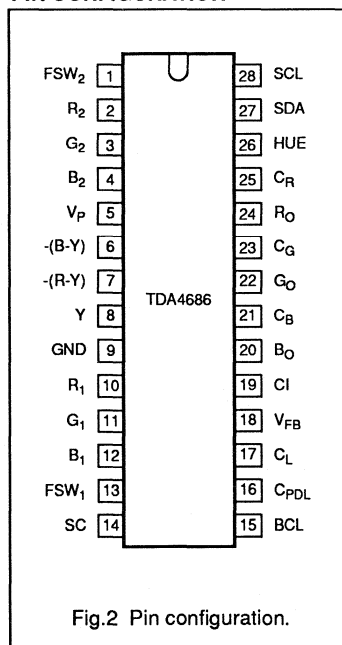 FSW2 1 28 SCL
R2 2 27 SDA
G2 3 26 HUE
B2 4 25 CR
VP 5 24 RO
-(B-Y) 6 23 CG
-(R-Y) 7 22 GO
TDA4686
Y 8 21 CB
GND 9 20 BO
R1 10 19 CI
G1 11 18 VFB
B1 12 17 CL
FSW1 13 16 CPDL
SC 14 15 BCL
Fig.2 Pin configuration.